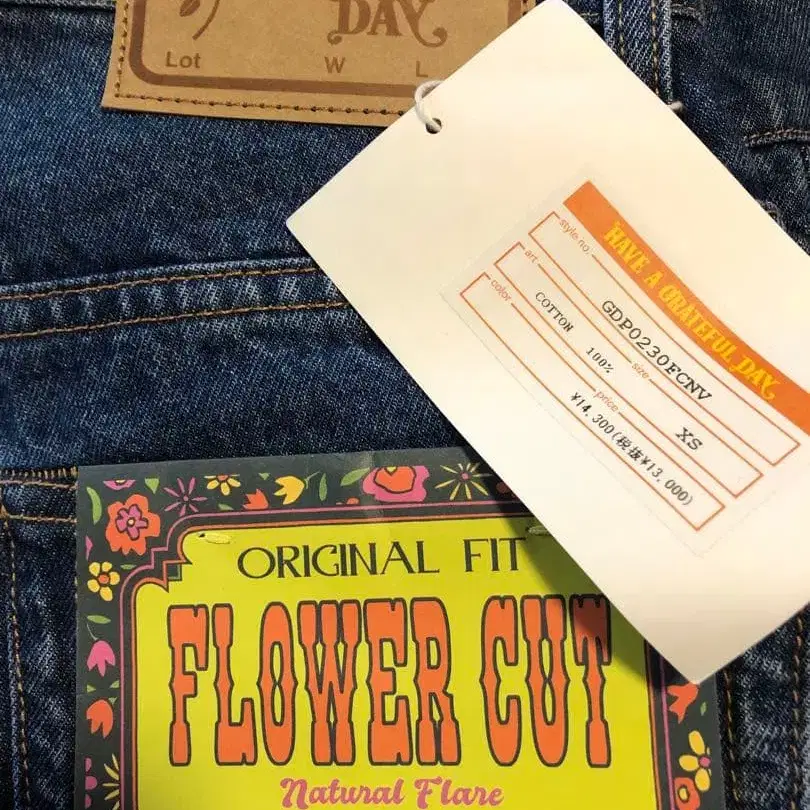 DAY
Lot W L
HAVE A GRATEFUL DAY
style no.
GDP0230FCNV
art size
COTTON 100% XS
color price
¥14,300(税抜¥13,000)
ORIGINAL FIT
FLOWER CUT
Natural Flare